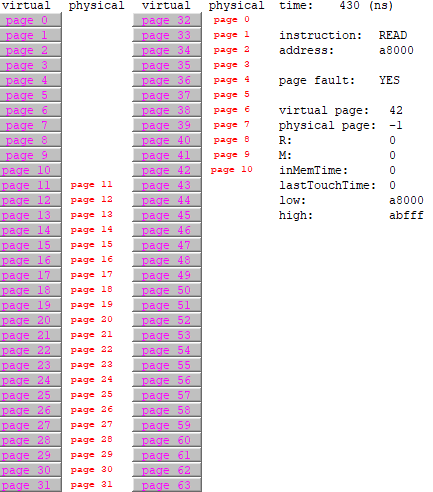 virtual physical virtual physical time: 430 (ns)
page 0 page 32 page 0
page 1 page 33 page 1 instruction: READ
page 2 page 34 page 2 address: a8000
page 3 page 35 page 3
page 4 page 36 page 4 page fault: YES
page 5 page 37 page 5
page 6 page 38 page 6 virtual page: 42
page 7 page 39 page 7 physical page: -1
page 8 page 40 page 8 R: 0
page 9 page 41 page 9 M: 0
page 10 page 42 page 10 inMemTime: 0
page 11 page 11 page 43 lastTouchTime: 0
page 12 page 12 page 44 low: a8000
page 13 page 13 page 45 high: abfff
page 14 page 14 page 46
page 15 page 15 page 47
page 16 page 16 page 48
page 17 page 17 page 49
page 18 page 18 page 50
page 19 page 19 page 51
page 20 page 20 page 52
page 21 page 21 page 53
page 22 page 22 page 54
page 23 page 23 page 55
page 24 page 24 page 56
page 25 page 25 page 57
page 26 page 26 page 58
page 27 page 27 page 59
page 28 page 28 page 60
page 29 page 29 page 61
page 30 page 30 page 62
page 31 page 31 page 63